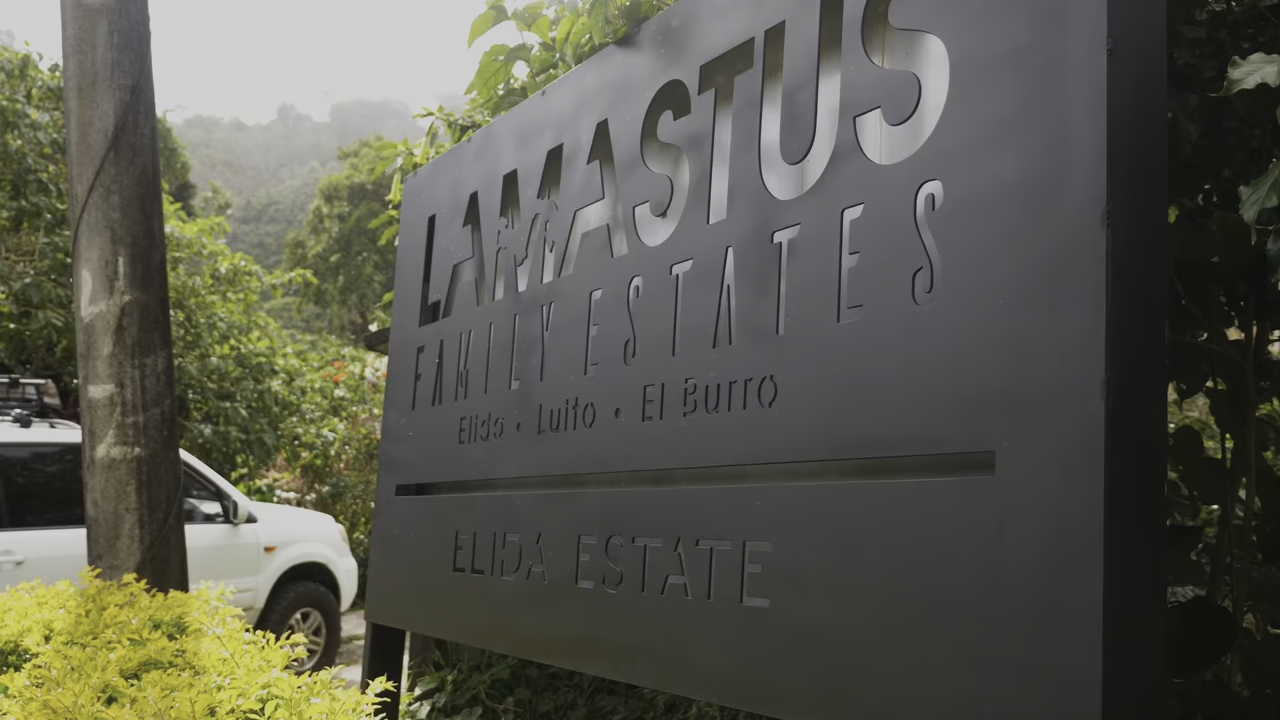 LAMASTUS
FAMILY ESTATES
Elida • Luito • El Burro
ELIDA ESTATE